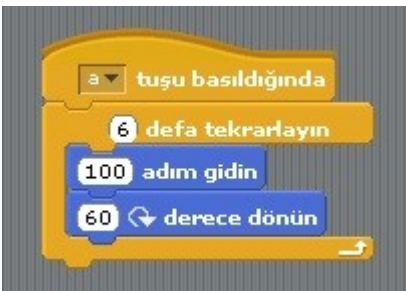 a tuşu basıldığında
6 defa tekrarlayın
100 adım gidin
60 derece dönün